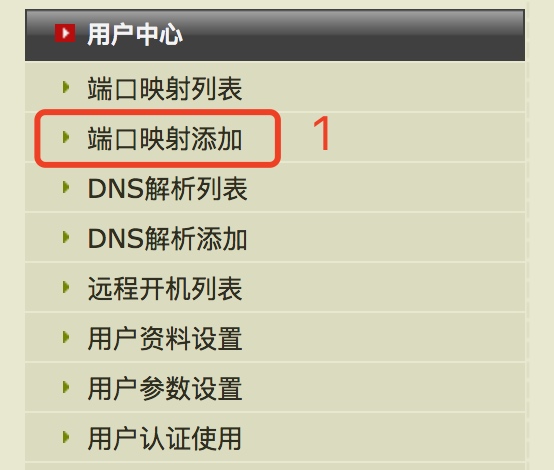 用户中心
端口映射列表
端口映射添加 1
DNS解析列表
DNS解析添加
远程开机列表
用户资料设置
用户参数设置
用户认证使用